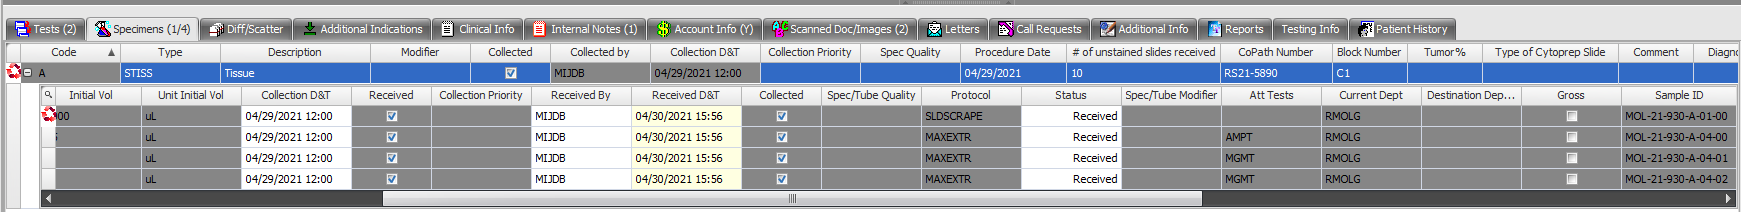 Tests (2) Specimens (1/4) Diff/Scatter Additional Indications Clinical Info Internal Notes (1) Account Info (Y) Scanned Doc/Images (2) Letters Call Requests Additional Info Reports Testing Info Patient History
Code Type Description Modifier Collected Collected by Collection D&T Collection Priority Spec Quality Procedure Date # of unstained slides received CoPath Number Block Number Tumor% Type of Cytoprep Slide Comment Diagno
A STISS Tissue MIJDB 04/29/2021 12:00 04/29/2021 10 RS21-5890 C1
Initial Vol Unit Initial Vol Collection D&T Received Collection Priority Received By Received D&T Collected Spec/Tube Quality Protocol Status Spec/Tube Modifier Att Tests Current Dept Destination Dep... Gross Sample ID
00 uL 04/29/2021 12:00 MIJDB 04/30/2021 15:56 SLDSCRAPE Received RMOLG MOL-21-930-A-01-00
uL 04/29/2021 12:00 MIJDB 04/30/2021 15:56 MAXEXTR Received AMPT RMOLG MOL-21-930-A-04-00
uL 04/29/2021 12:00 MIJDB 04/30/2021 15:56 MAXEXTR Received MGMT RMOLG MOL-21-930-A-04-01
uL 04/29/2021 12:00 MIJDB 04/30/2021 15:56 MAXEXTR Received MGMT RMOLG MOL-21-930-A-04-02